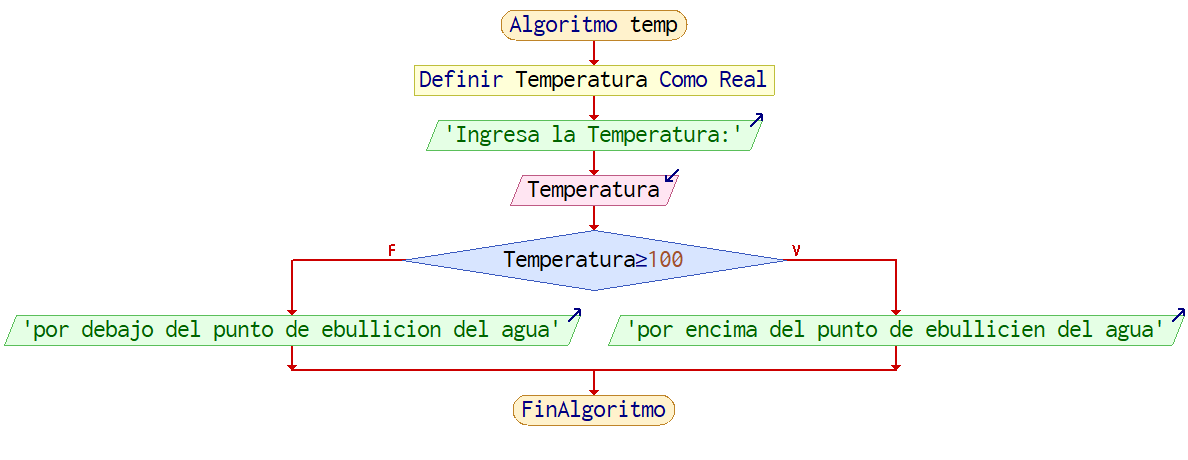 Algoritmo temp
Definir Temperatura Como Real
'Ingresa la Temperatura:'
Temperatura
F
V
Temperatura≥100
'por debajo del punto de ebullicion del agua'
'por encima del punto de ebullicien del agua'
FinAlgoritmo